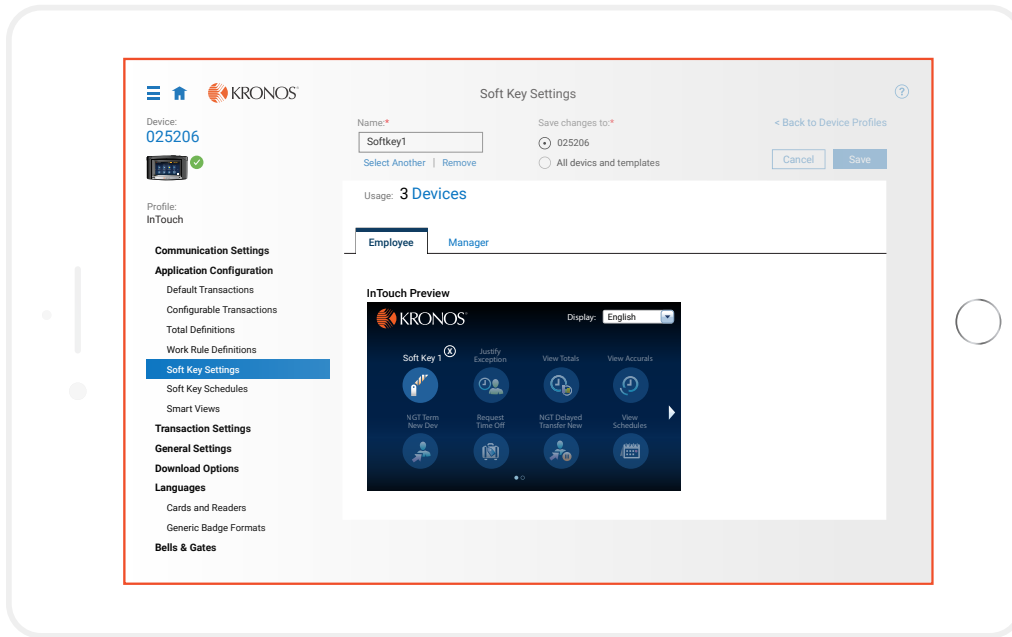 KRONOS
Soft Key Settings
?
Device:
025206
Name:*
Softkey1
Select Another | Remove
Save changes to:*
025206
All devics and templates
< Back to Device Profiles
Cancel
Save
Profile:
InTouch
Communication Settings
Application Configuration
Default Transactions
Configurable Transactions
Total Definitions
Work Rule Definitions
Soft Key Settings
Soft Key Schedules
Smart Views
Transaction Settings
General Settings
Download Options
Languages
Cards and Readers
Generic Badge Formats
Bells & Gates
Usage: 3 Devices
Employee
Manager
InTouch Preview
KRONOS
Display: English
Soft Key 1
X
Justify
Exception
View Totals
View Accurals
NGT Term
New Dev
Request
Time Off
NGT Delayed
Transfer New
View
Schedules